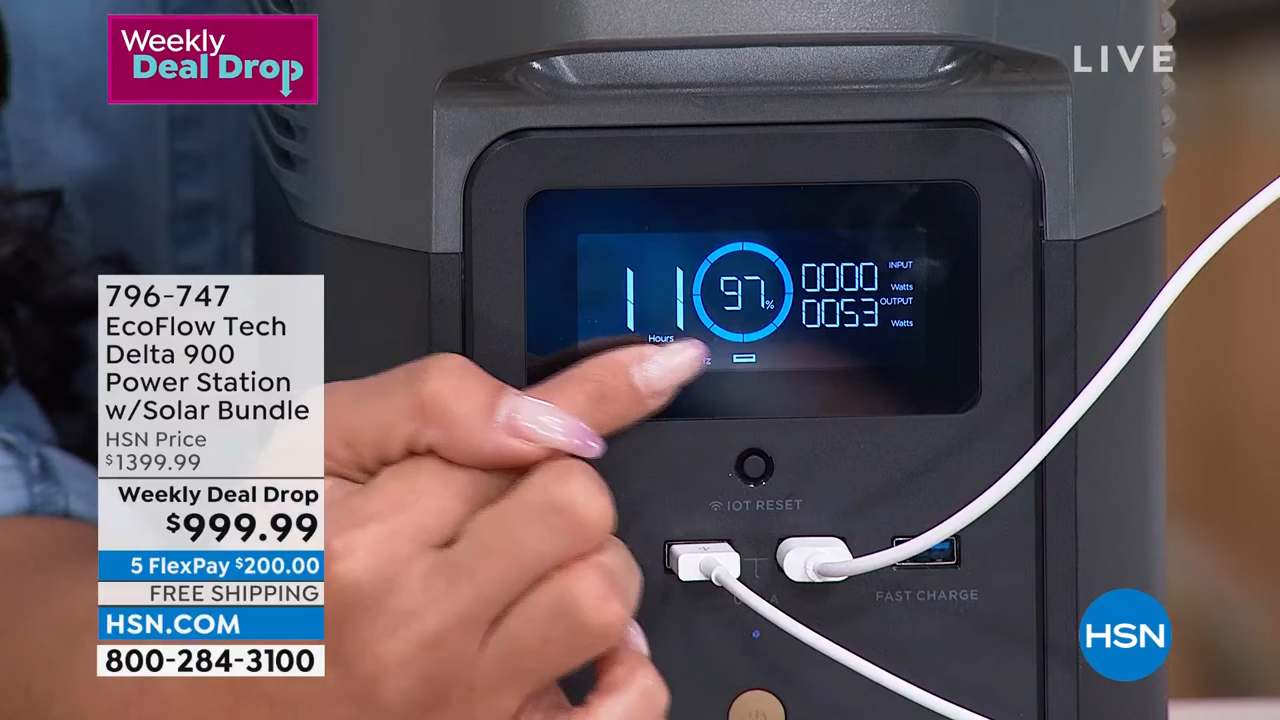 Weekly
Deal Drop
LIVE
796-747
EcoFlow Tech
Delta 900
Power Station
w/Solar Bundle
HSN Price
$1399.99
Weekly Deal Drop
$999.99
5 FlexPay $200.00
FREE SHIPPING
HSN.COM
800-284-3100
11
Hours
97%
0000 INPUT
Watts
0053 OUTPUT
Watts
IOT RESET
FAST CHARGE
HSN